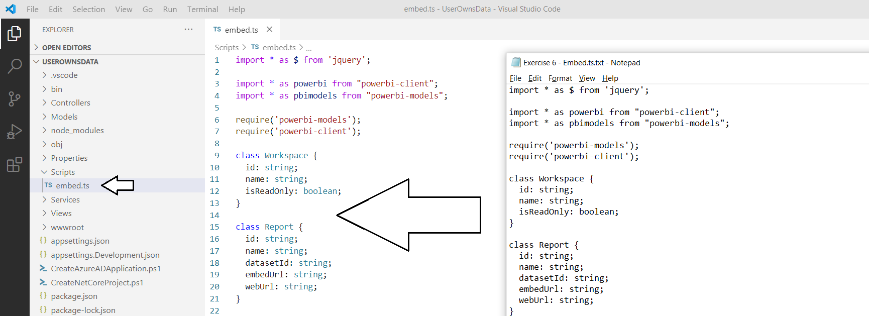 File Edit Selection View Go Run Terminal Help
embed.ts - UserOwnsData - Visual Studio Code
EXPLORER ...
OPEN EDITORS
USEROWNSDATA
.vscode
bin
Controllers
Models
node_modules
obj
Properties
Scripts
TS embed.ts
Services
Views
wwwroot
{} appsettings.json
{} appsettings.Development.json
CreateAzureADApplication.ps1
CreateNetCoreProject.ps1
{} package.json
{} package-lock.json
TS embed.ts
Scripts > TS embed.ts > ...
1 import * as $ from 'jquery';
2
3 import * as powerbi from "powerbi-client";
4 import * as pbimodels from "powerbi-models";
5
6 require('powerbi-models');
7 require('powerbi-client');
8
9 class Workspace {
10 id: string;
11 name: string;
12 isReadOnly: boolean;
13 }
14
15 class Report {
16 id: string;
17 name: string;
18 datasetId: string;
19 embedUrl: string;
20 webUrl: string;
21 }
22
Exercise 6 - Embed.ts.txt - Notepad
File Edit Format View Help
import * as $ from 'jquery';
import * as powerbi from "powerbi-client";
import * as pbimodels from "powerbi-models";
require('powerbi-models');
require('powerbi-client');
class Workspace {
id: string;
name: string;
isReadOnly: boolean;
}
class Report {
id: string;
name: string;
datasetId: string;
embedUrl: string;
webUrl: string;
}